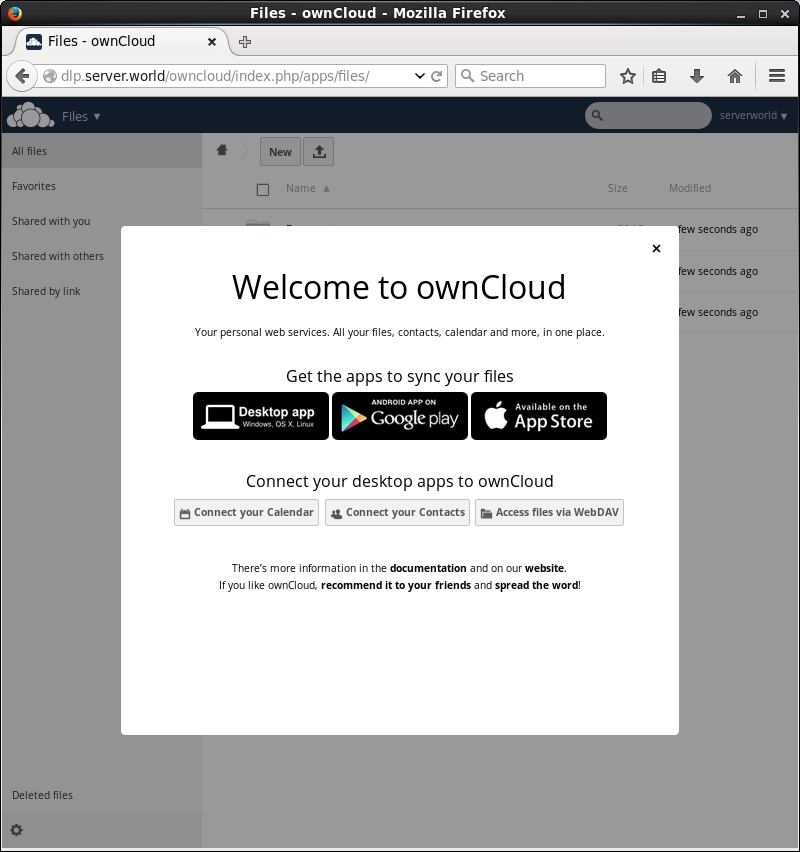 Files - ownCloud - Mozilla Firefox
Files - ownCloud
dlp.server.world/owncloud/index.php/apps/files/
Search
Files
serverworld
All files
New
Favorites
Name
Size
Modified
Shared with you
few seconds ago
Shared with others
few seconds ago
Shared by link
few seconds ago
Welcome to ownCloud
Your personal web services. All your files, contacts, calendar and more, in one place.
Get the apps to sync your files
Desktop app
Windows, OS X, Linux
ANDROID APP ON
Google play
Available on the
App Store
Connect your desktop apps to ownCloud
Connect your Calendar
Connect your Contacts
Access files via WebDAV
There's more information in the documentation and on our website.
If you like ownCloud, recommend it to your friends and spread the word!
Deleted files